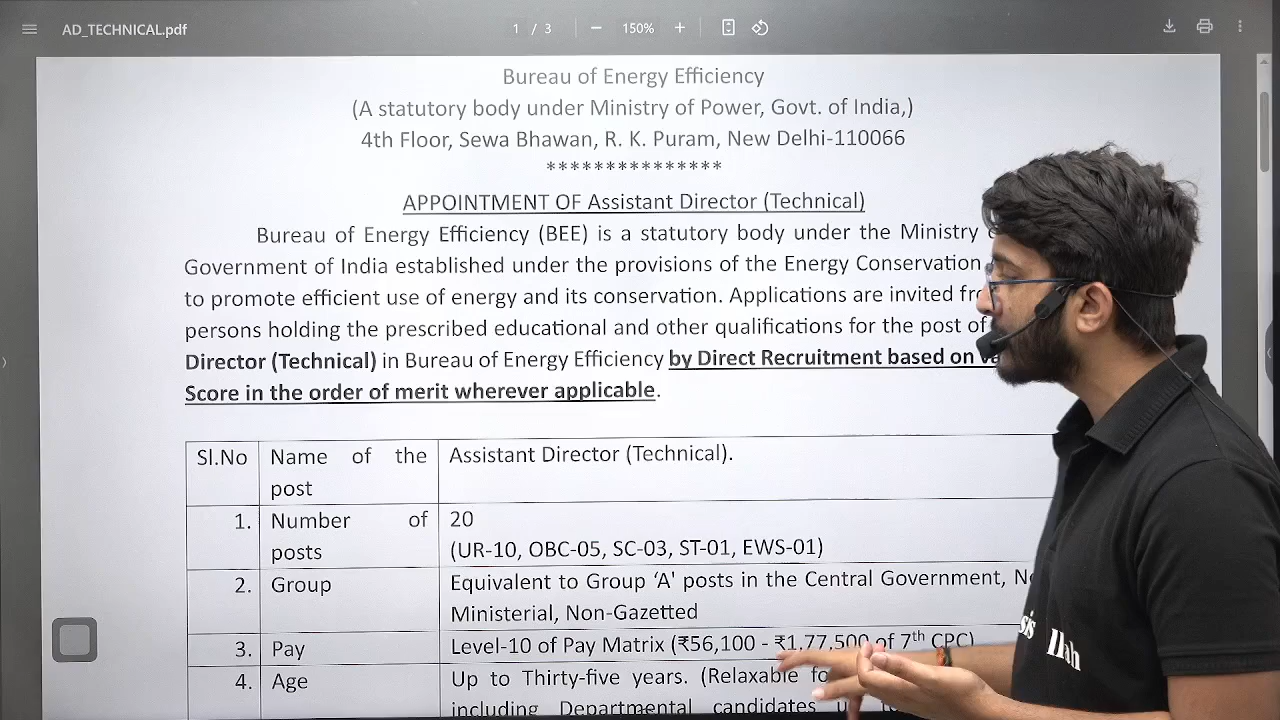 AD_TECHNICAL.pdf
1 / 3
150%
Bureau of Energy Efficiency
(A statutory body under Ministry of Power, Govt. of India,)
4th Floor, Sewa Bhawan, R. K. Puram, New Delhi-110066
***************
APPOINTMENT OF Assistant Director (Technical)
Bureau of Energy Efficiency (BEE) is a statutory body under the Ministry
Government of India established under the provisions of the Energy Conservation
to promote efficient use of energy and its conservation. Applications are invited
persons holding the prescribed educational and other qualifications for the post of
Director (Technical) in Bureau of Energy Efficiency by Direct Recruitment based on
Score in the order of merit wherever applicable.
Sl.No Name of the post Assistant Director (Technical).
1. Number of posts 20
(UR-10, OBC-05, SC-03, ST-01, EWS-01)
2. Group Equivalent to Group ‘A' posts in the Central Government,
Ministerial, Non-Gazetted
3. Pay Level-10 of Pay Matrix (₹56,100 - ₹1,77,500 of 7th CPC)
4. Age Up to Thirty-five years. (Relaxable
including Departmental candidates